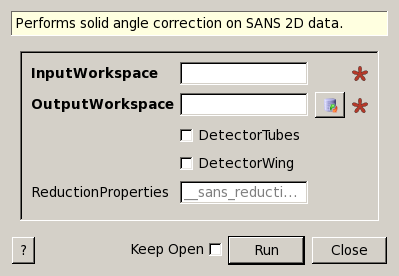 Performs solid angle correction on SANS 2D data.
InputWorkspace *
OutputWorkspace *
DetectorTubes
DetectorWing
ReductionProperties __sans_reducti...
? Keep Open Run Close